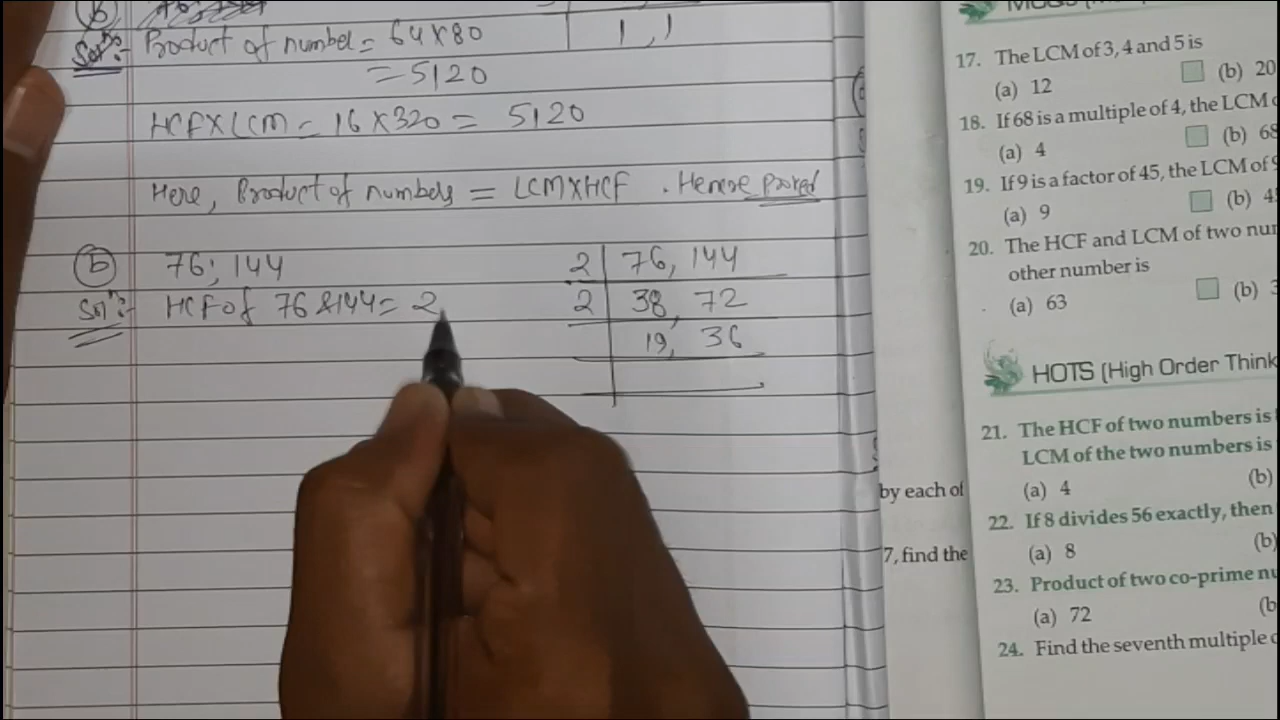 (b)
Soln:- Product of number = 64×80
= 5120
1, 1
HCF×LCM = 16×320 = 5120
Here, Product of numbers = LCM×HCF . Hence Proved
(b) 76, 144
Soln:- HCF of 76 & 144 = 2
2 76, 144
2 38, 72
19, 36
17. The LCM of 3, 4 and 5 is
(a) 12 (b) 20
18. If 68 is a multiple of 4, the LCM
(a) 4 (b) 68
19. If 9 is a factor of 45, the LCM of
(a) 9 (b) 4
20. The HCF and LCM of two nu
other number is
(a) 63 (b) 3
HOTS (High Order Think
21. The HCF of two numbers is
LCM of the two numbers is
(a) 4 (b)
22. If 8 divides 56 exactly, then
(a) 8 (b)
23. Product of two co-prime nu
(a) 72 (b
24. Find the seventh multiple
by each of
7, find the